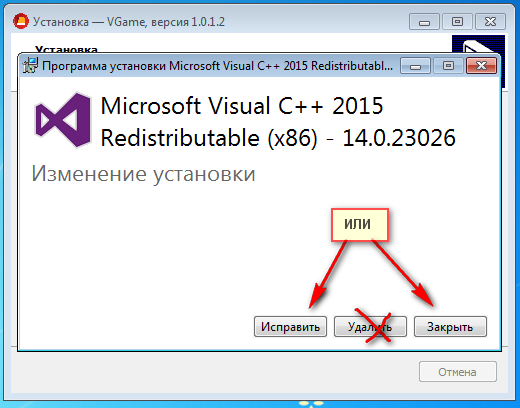 Установка — VGame, версия 1.0.1.2
Установка
Программа установки Microsoft Visual C++ 2015 Redistributabl...
Microsoft Visual C++ 2015
Redistributable (x86) - 14.0.23026
Изменение установки
ИЛИ
Исправить Удалить Закрыть
Отмена